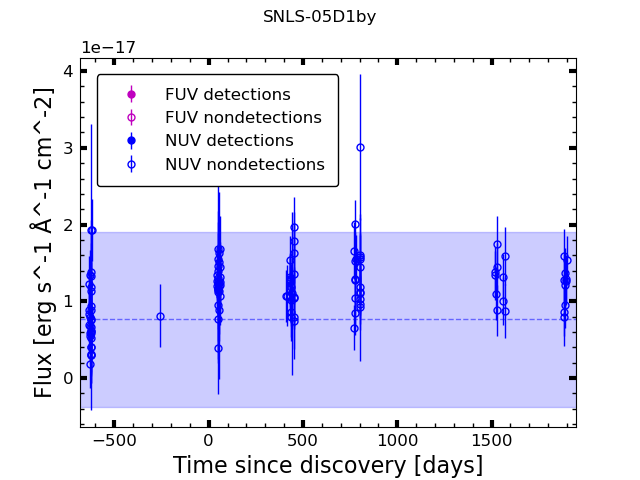 SNLS-05D1by
1e−17
4
3
2
1
0
Flux [erg s^-1 Å^-1 cm^-2]
FUV detections
FUV nondetections
NUV detections
NUV nondetections
−500
0
500
1000
1500
Time since discovery [days]